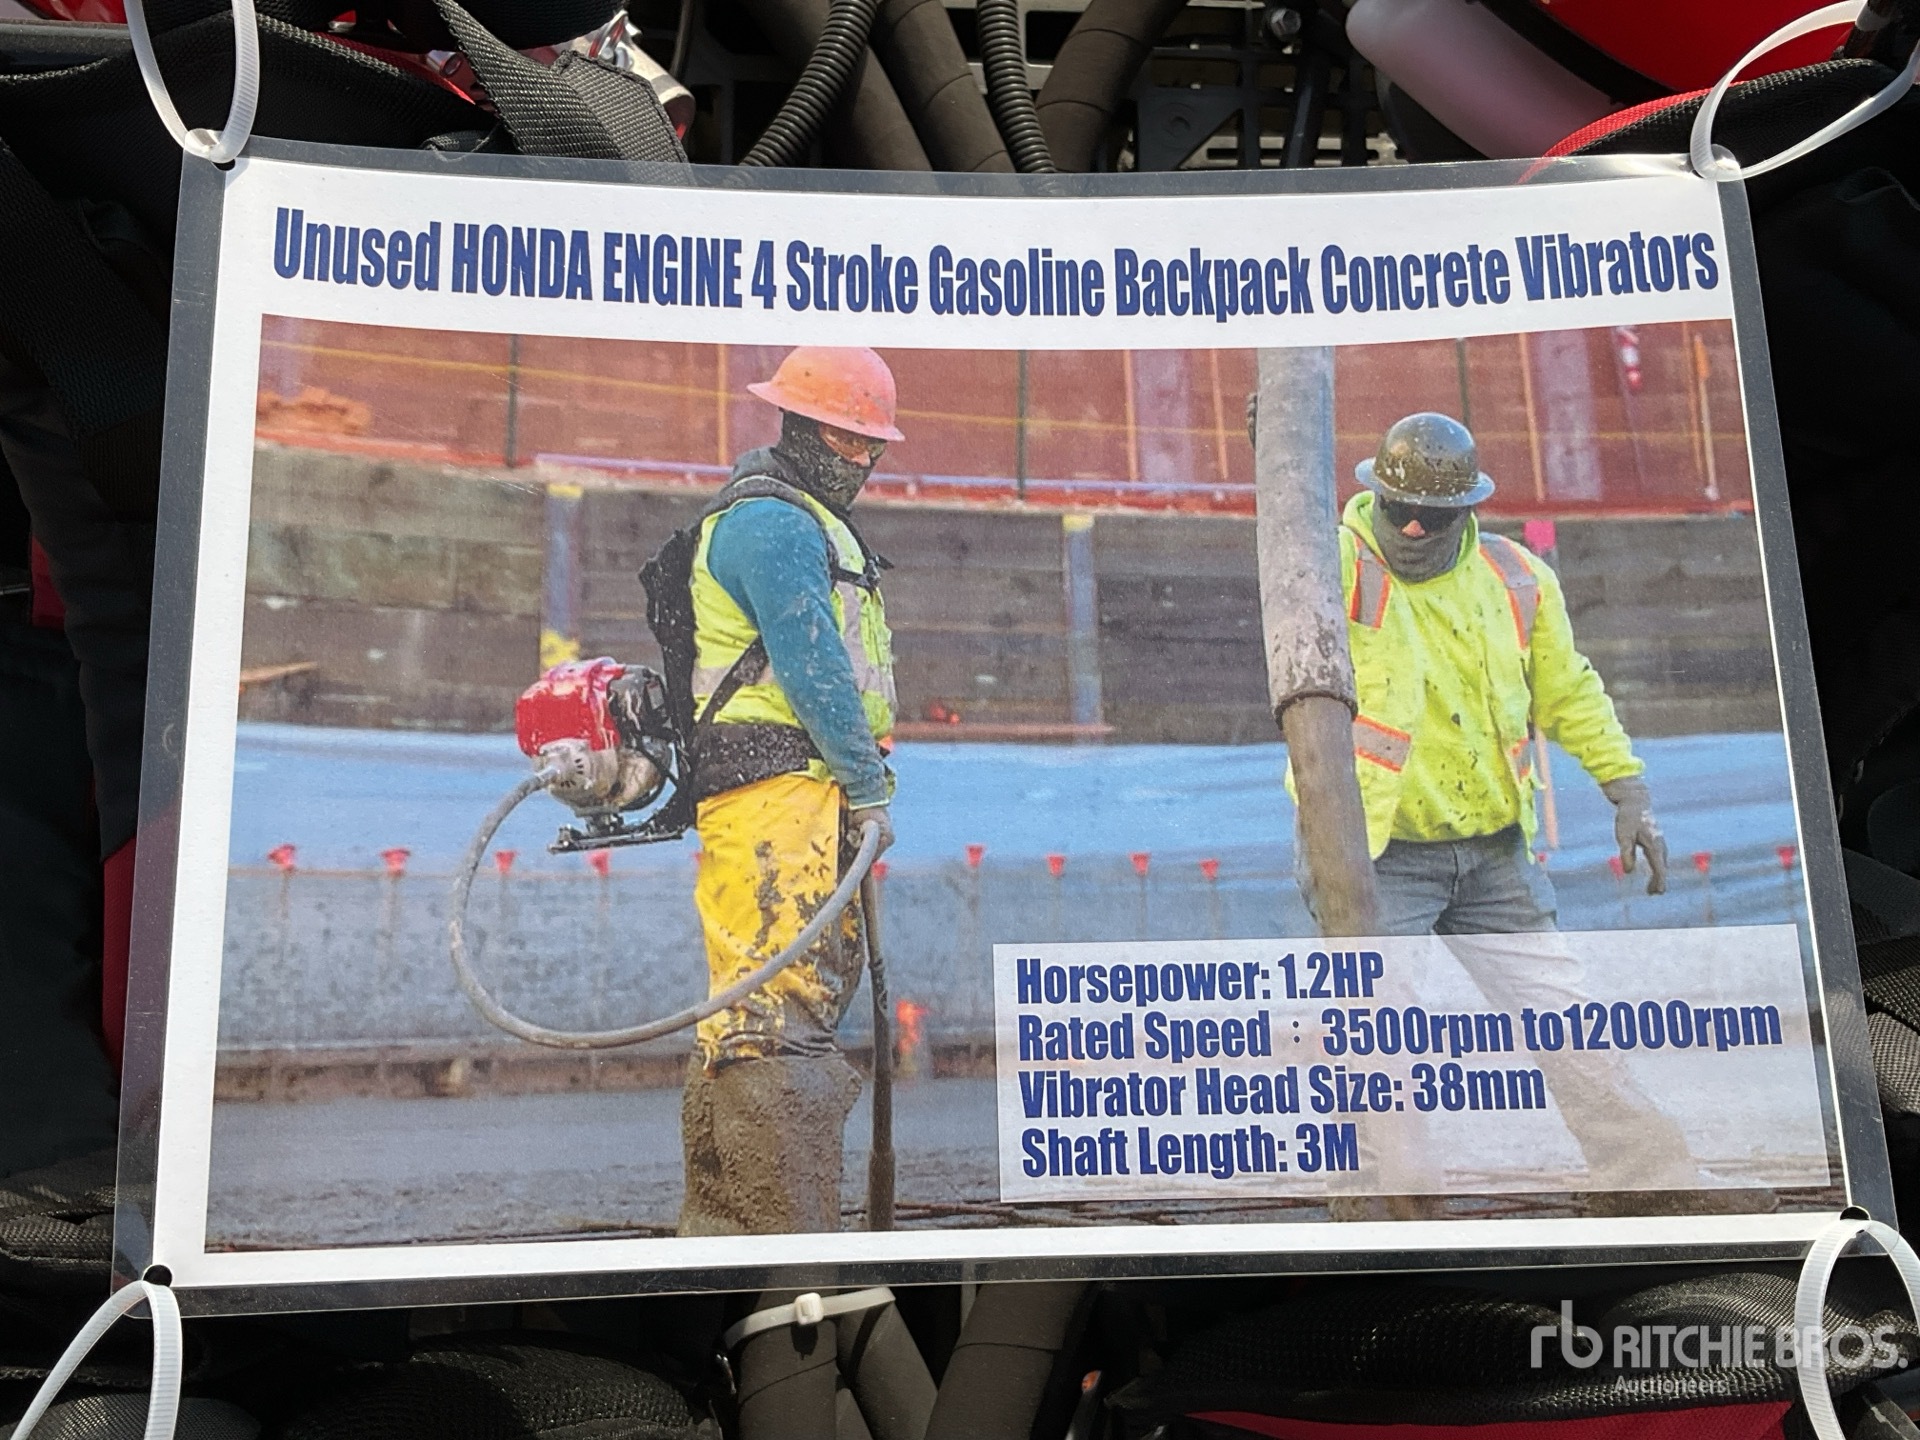 Unused HONDA ENGINE 4 Stroke Gasoline Backpack Concrete Vibrators
Horsepower: 1.2HP
Rated Speed : 3500rpm to12000rpm
Vibrator Head Size: 38mm
Shaft Length: 3M
rb RITCHIE BROS.
Auctioneers